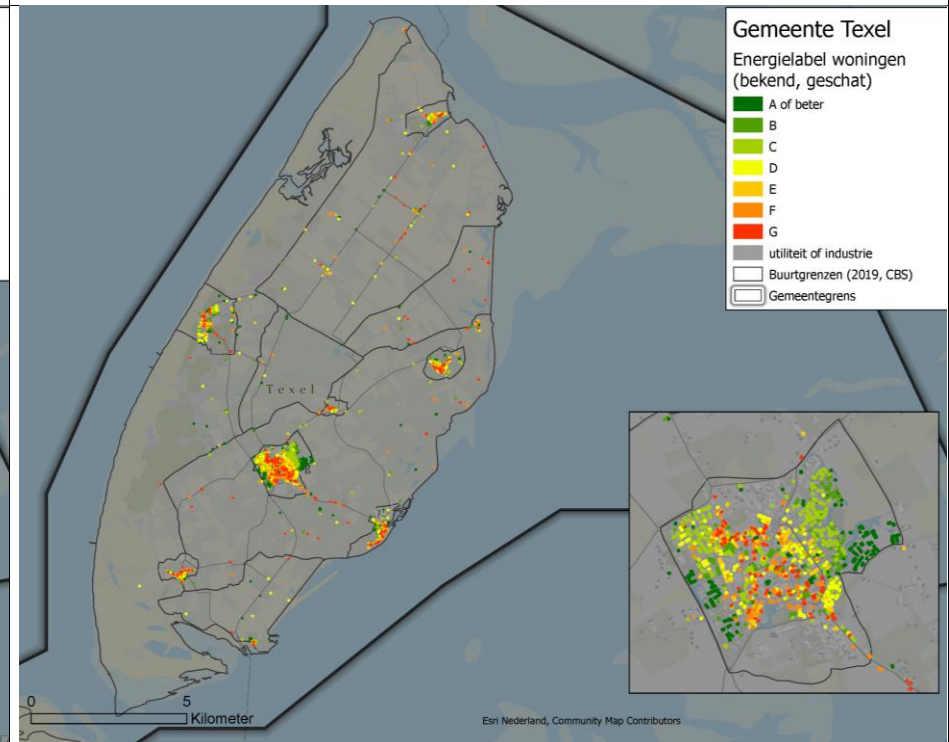 Gemeente Texel
Energielabel woningen
(bekend, geschat)
A of beter
B
C
D
E
F
G
utiliteit of industrie
Buurtgrenzen (2019, CBS)
Gemeentegrens
Texel
0 5
Kilometer
Esri Nederland, Community Map Contributors